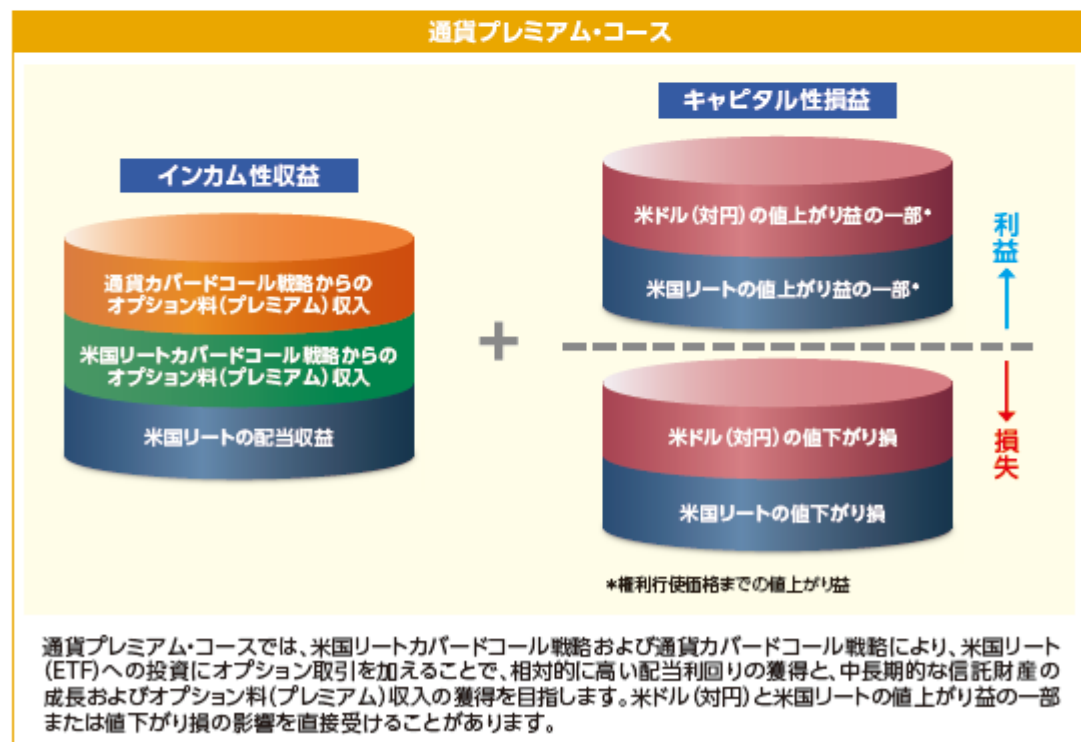 通貨プレミアム・コース
インカム性収益
通貨カバードコール戦略からの
オプション料(プレミアム)収入
米国リートカバードコール戦略からの
オプション料(プレミアム)収入
米国リートの配当収益
+
キャピタル性損益
米ドル(対円)の値上がり益の一部*
米国リートの値上がり益の一部*
利益
米ドル(対円)の値下がり損
米国リートの値下がり損
損失
*権利行使価格までの値上がり益
通貨プレミアム・コースでは、米国リートカバードコール戦略および通貨カバードコール戦略により、米国リート
(ETF)への投資にオプション取引を加えることで、相対的に高い配当利回りの獲得と、中長期的な信託財産の
成長およびオプション料(プレミアム)収入の獲得を目指します。米ドル(対円)と米国リートの値上がり益の一部
または値下がり損の影響を直接受けることがあります。